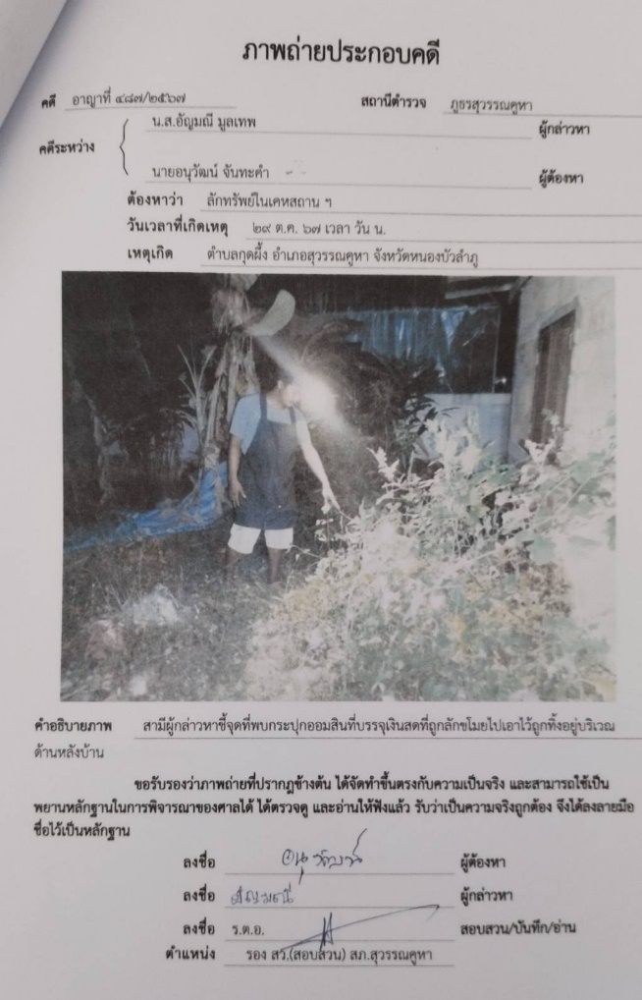 ภาพถ่ายประกอบคดี
คดี อาญาที่ ๔๘๗/๒๕๖๗ สถานีตำรวจ ภูธรสุวรรณคูหา
น.ส.อัญมณี มูลเทพ ผู้กล่าวหา
คดีระหว่าง
นายอนุวัฒน์ จันทะคำ ผู้ต้องหา
ต้องหาว่า ลักทรัพย์ในเคหสถาน ฯ
วันเวลาที่เกิดเหตุ ๒๙ ต.ค. ๖๗ เวลา วัน น.
เหตุเกิด ตำบลกุดผึ้ง อำเภอสุวรรณคูหา จังหวัดหนองบัวลำภู
คำอธิบายภาพ สามีผู้กล่าวหาชี้จุดที่พบกระปุกออมสินที่บรรจุเงินสดที่ถูกลักขโมยไปเอาไว้ถูกทิ้งอยู่บริเวณ
ด้านหลังบ้าน
ขอรับรองว่าภาพถ่ายที่ปรากฎข้างต้น ได้จัดทำขึ้นตรงกับความเป็นจริง และสามารถใช้เป็น
พยานหลักฐานในการพิจารณาของศาลได้ ได้ตรวจดู และอ่านให้ฟังแล้ว รับว่าเป็นความจริงถูกต้อง จึงได้ลงลายมือ
ชื่อไว้เป็นหลักฐาน
ลงชื่อ อนุวัฒน์ ผู้ต้องหา
ลงชื่อ อัญมณี ผู้กล่าวหา
ลงชื่อ ร.ต.อ. สอบสวน/บันทึก/อ่าน
ตำแหน่ง รอง สว.(สอบสวน) สภ.สุวรรณคูหา